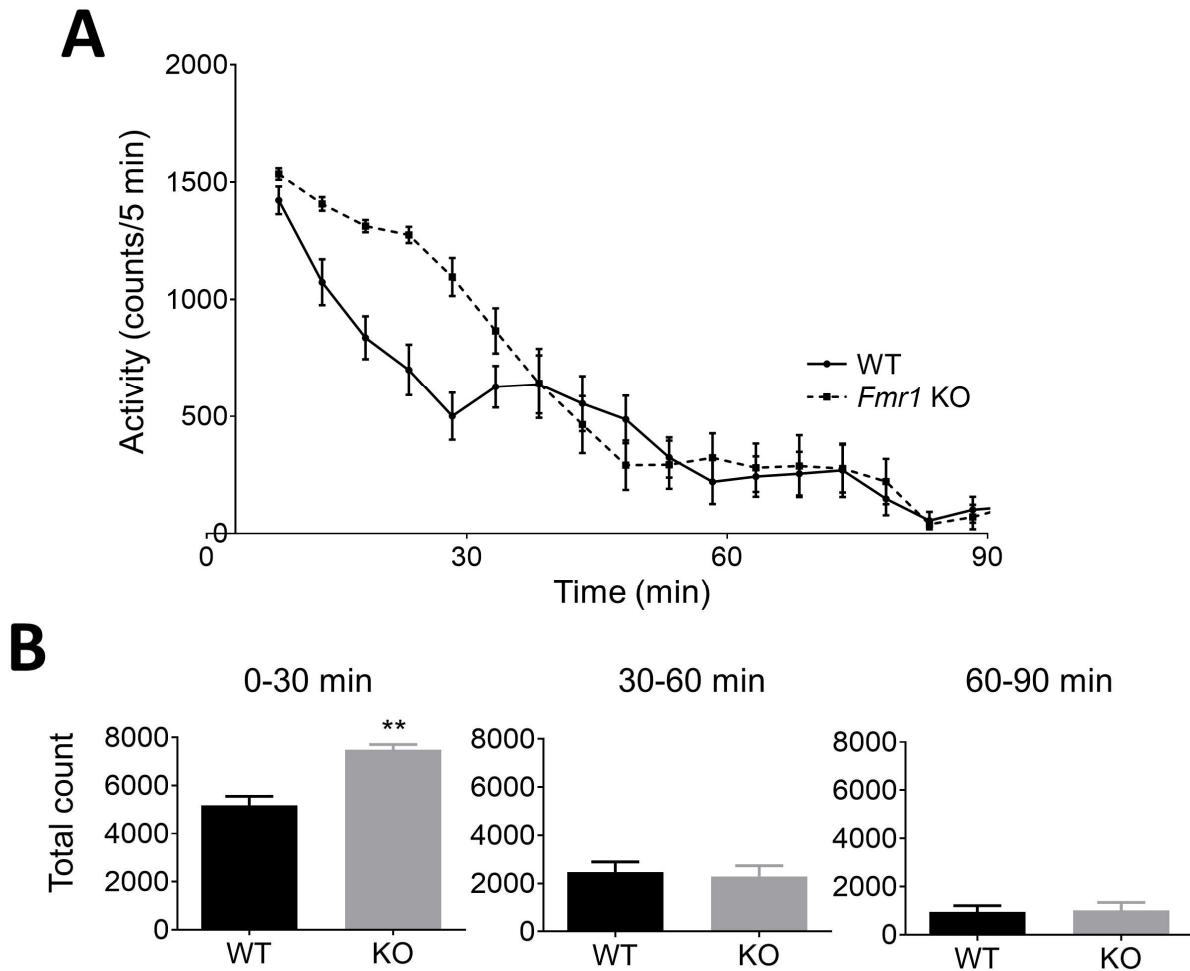 A
2000
1500
1000
500
0
Activity (counts/5 min)
WT
Fmr1 KO
0 30 60 90
Time (min)
B
0-30 min 30-60 min 60-90 min
Total count
**
8000
6000
4000
2000
0
WT KO
8000
6000
4000
2000
0
WT KO
8000
6000
4000
2000
0
WT KO